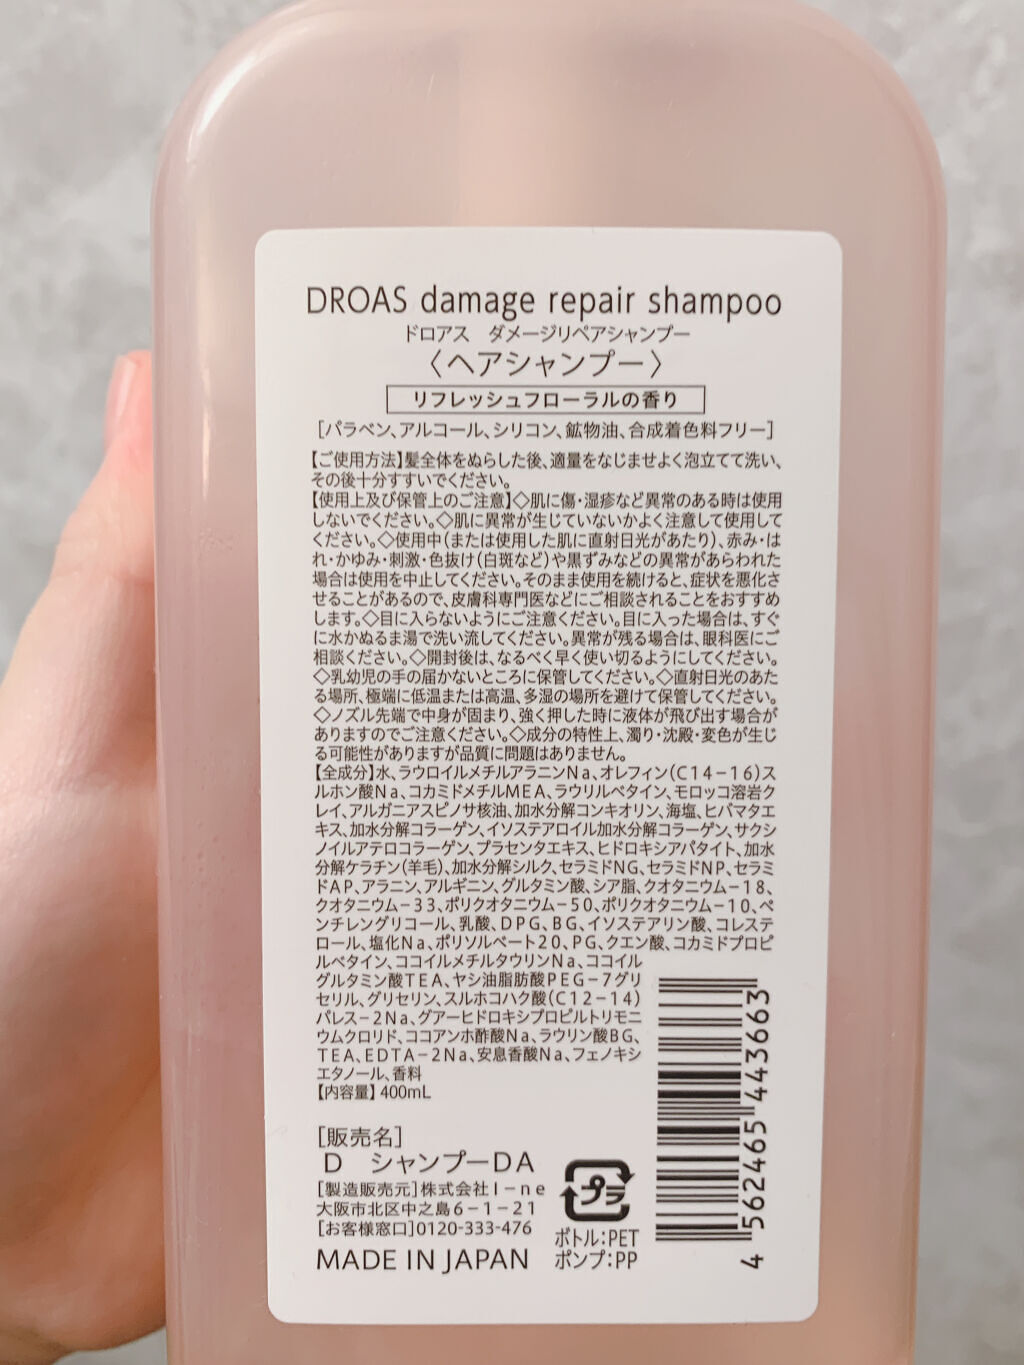 DROAS damage repair shampoo
ドロアス ダメージリペアシャンプー
〈ヘアシャンプー〉
リフレッシュフローラルの香り
[パラベン、アルコール、シリコン、鉱物油、合成着色料フリー]
【ご使用方法】髪全体をぬらした後、適量をなじませよく泡立てて洗い、
その後十分すすいでください。
【使用上及び保管上のご注意】◇肌に傷・湿疹など異常のある時は使用
しないでください。◇肌に異常が生じていないかよく注意して使用して
ください。◇使用中(または使用した肌に直射日光があたり)、赤み・は
れ・かゆみ・刺激・色抜け(白斑など)や黒ずみなどの異常があらわれた
場合は使用を中止してください。そのまま使用を続けると、症状を悪化さ
せることがあるので、皮膚科専門医などにご相談されることをおすすめ
します。◇目に入らないようにご注意ください。目に入った場合は、すぐ
に水かぬるま湯で洗い流してください。異常が残る場合は、眼科医にご
相談ください。◇開封後は、なるべく早く使い切るようにしてください。
◇乳幼児の手の届かないところに保管してください。◇直射日光のあた
る場所、極端に低温または高温、多湿の場所を避けて保管してください。
◇ノズル先端で中身が固まり、強く押した時に液体が飛び出す場合が
ありますのでご注意ください。◇成分の特性上、濁り・沈殿・変色が生じ
る可能性がありますが品質に問題はありません。
【全成分】水、ラウロイルメチルアラニンNa、オレフィン(C14-16)ス
ルホン酸Na、コカミドメチルMEA、ラウリルベタイン、モロッコ溶岩ク
レイ、アルガニアスピノサ核油、加水分解コンキオリン、海塩、ヒバマタエ
キス、加水分解コラーゲン、イソステアロイル加水分解コラーゲン、サクシ
ノイルアテロコラーゲン、プラセンタエキス、ヒドロキシアパタイト、加水
分解ケラチン(羊毛)、加水分解シルク、セラミドNG、セラミドNP、セラミ
ドAP、アラニン、アルギニン、グルタミン酸、シア脂、クオタニウム-18、
クオタニウム-33、ポリクオタニウム-50、ポリクオタニウム-10、ペ
ンチレングリコール、乳酸、DPG、BG、イソステアリン酸、コレステ
ロール、塩化Na、ポリソルベート20、PG、クエン酸、コカミドプロピ
ルベタイン、ココイルメチルタウリンNa、ココイル
グルタミン酸TEA、ヤシ油脂肪酸PEG-7グリ
セリル、グリセリン、スルホコハク酸(C12-14)
パレス-2Na、グアーヒドロキシプロピルトリモニ
ウムクロリド、ココアンホ酢酸Na、ラウリン酸BG、
TEA、EDTA-2Na、安息香酸Na、フェノキシ
エタノール、香料
【内容量】400mL
[販売名]
D シャンプーDA
[製造販売元]株式会社I-ne
大阪市北区中之島6-1-21
[お客様窓口]0120-333-476
MADE IN JAPAN
プラ
ボトル:PET
ポンプ:PP
4 562465 443663